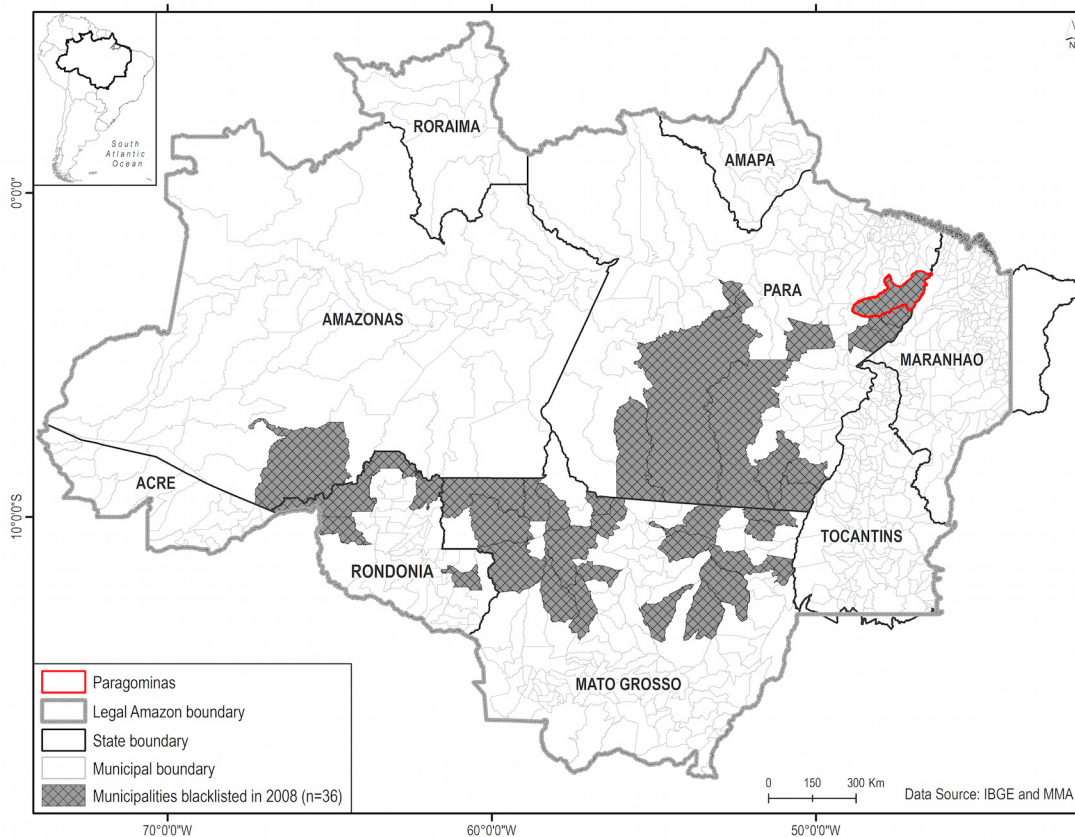 South
Atlantic
Ocean
N
RORAIMA
AMAPA
0°0'0"
PARA
AMAZONAS
MARANHAO
ACRE
10°0'0"S
TOCANTINS
RONDONIA
MATO GROSSO
Paragominas
Legal Amazon boundary
State boundary
Municipal boundary
Municipalities blacklisted in 2008 (n=36)
0 150 300 Km
Data Source: IBGE and MMA
70°0'0"W 60°0'0"W 50°0'0"W